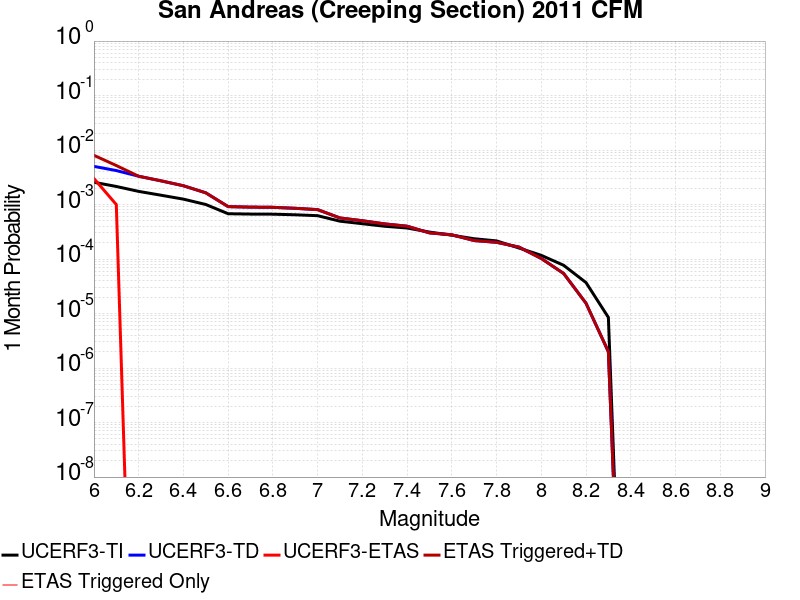 San Andreas (Creeping Section) 2011 CFM
1 Month Probability
10^0
10^-1
10^-2
10^-3
10^-4
10^-5
10^-6
10^-7
10^-8
6 6.2 6.4 6.6 6.8 7 7.2 7.4 7.6 7.8 8 8.2 8.4 8.6 8.8 9
Magnitude
UCERF3-TI UCERF3-TD UCERF3-ETAS ETAS Triggered+TD
ETAS Triggered Only